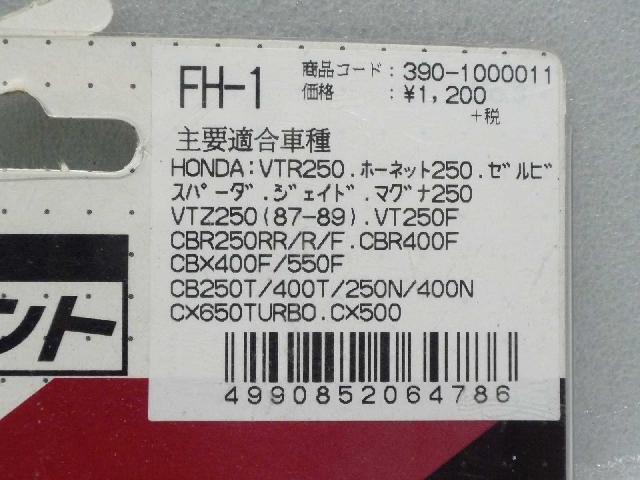 FH-1
商品コード : 390-1000011
価格 : ¥1,200
+税
主要適合車種
HONDA:VTR250.ホーネット250.ゼルビ
スパーダ.ジェイド.マグナ250
VTZ250(87-89).VT250F
CBR250RR/R/F.CBR400F
CBX400F/550F
CB250T/400T/250N/400N
CX650TURBO.CX500
4990852064786
ント